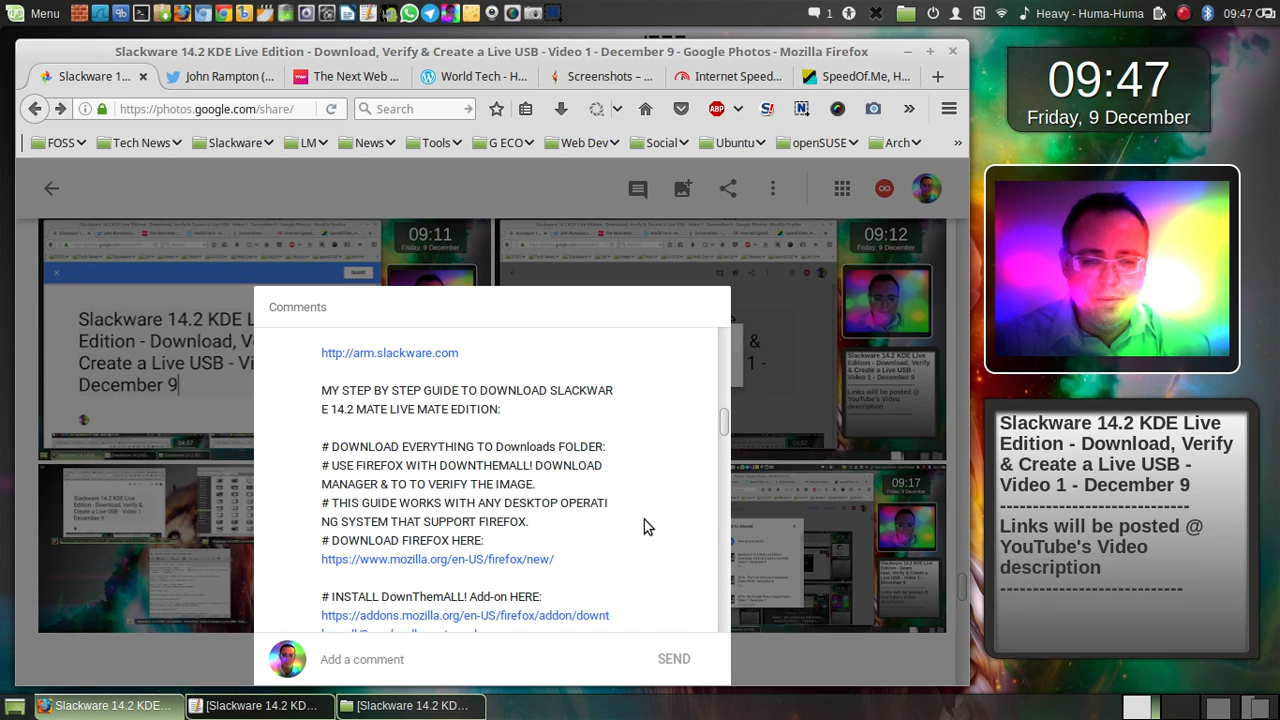 Menu
1
Heavy - Huma-Huma
09:47
Slackware 14.2 KDE Live Edition - Download, Verify & Create a Live USB - Video 1 - December 9 - Google Photos - Mozilla Firefox
Slackware 1...
John Rampton (...
The Next Web ...
World Tech - H...
Screenshots – ...
Internet Speed...
SpeedOf.Me, H...
https://photos.google.com/share/
Search
ABP
FOSS
Tech News
Slackware
LM
News
Tools
G ECO
Web Dev
Social
Ubuntu
openSUSE
Arch
09:11
Friday, 9 December
09:12
Friday, 9 December
SHARE
Slackware 14.2 KDE L
Edition - Download, Ve
Create a Live USB - Vi
December 9
09:17
Comments
http://arm.slackware.com
MY STEP BY STEP GUIDE TO DOWNLOAD SLACKWAR
E 14.2 MATE LIVE MATE EDITION:
# DOWNLOAD EVERYTHING TO Downloads FOLDER:
# USE FIREFOX WITH DOWNTHEMALL! DOWNLOAD
MANAGER & TO TO VERIFY THE IMAGE.
# THIS GUIDE WORKS WITH ANY DESKTOP OPERATI
NG SYSTEM THAT SUPPORT FIREFOX.
# DOWNLOAD FIREFOX HERE:
https://www.mozilla.org/en-US/firefox/new/
# INSTALL DownThemALL! Add-on HERE:
https://addons.mozilla.org/en-US/firefox/addon/downt
Add a comment
SEND
09:47
Friday, 9 December
Slackware 14.2 KDE Live
Edition - Download, Verify
& Create a Live USB -
Video 1 - December 9
---------------------------
Links will be posted @
YouTube's Video
description
--------------------------
Slackware 14.2 KDE...
[Slackware 14.2 KD...
[Slackware 14.2 KD...